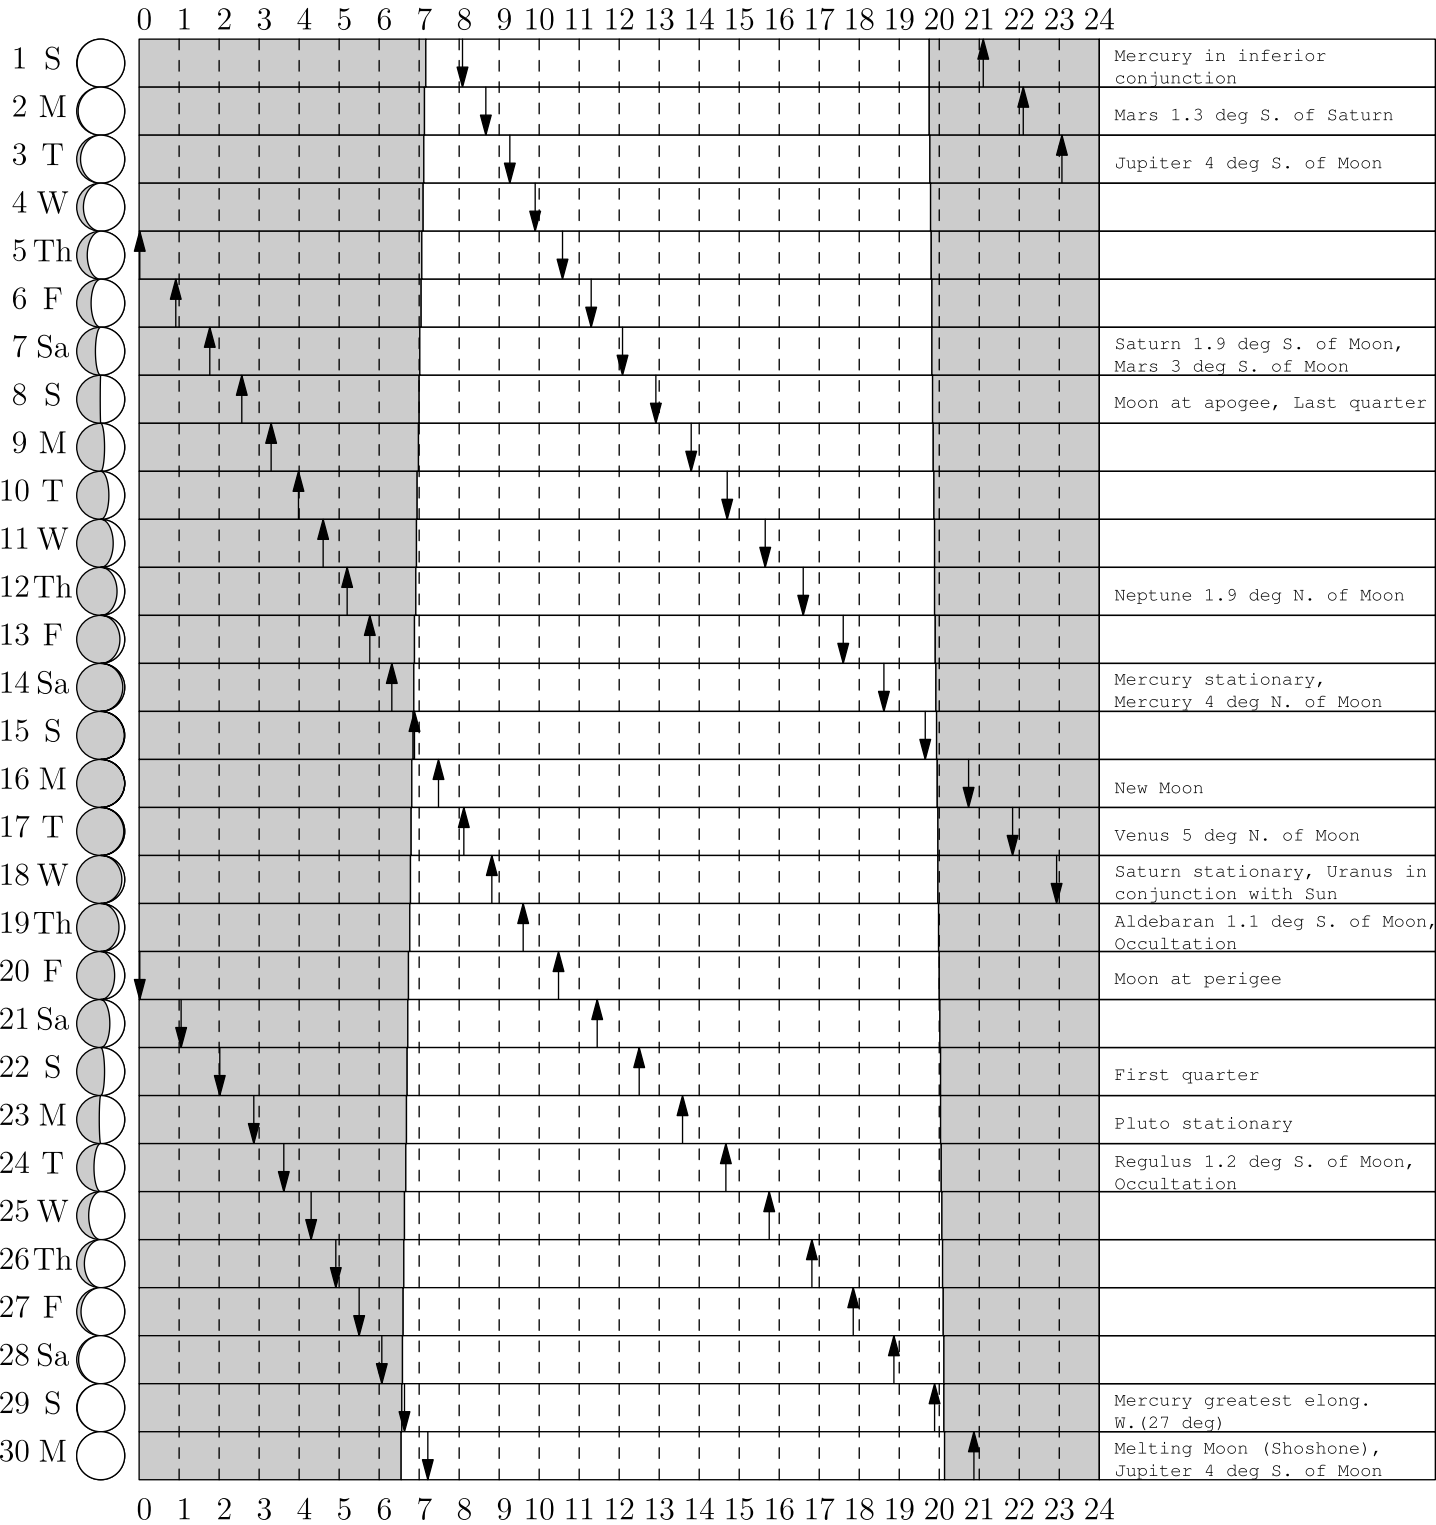 0 1 2 3 4 5 6 7 8 9 10 11 12 13 14 15 16 17 18 19 20 21 22 23 24
1 S Mercury in inferior
conjunction
2 M Mars 1.3 deg S. of Saturn
3 T Jupiter 4 deg S. of Moon
4 W
5 Th
6 F
7 Sa Saturn 1.9 deg S. of Moon,
Mars 3 deg S. of Moon
8 S Moon at apogee, Last quarter
9 M
10 T
11 W
12 Th Neptune 1.9 deg N. of Moon
13 F
14 Sa Mercury stationary,
Mercury 4 deg N. of Moon
15 S
16 M New Moon
17 T Venus 5 deg N. of Moon
18 W Saturn stationary, Uranus in
conjunction with Sun
19 Th Aldebaran 1.1 deg S. of Moon,
Occultation
20 F Moon at perigee
21 Sa
22 S First quarter
23 M Pluto stationary
24 T Regulus 1.2 deg S. of Moon,
Occultation
25 W
26 Th
27 F
28 Sa
29 S Mercury greatest elong.
W.(27 deg)
30 M Melting Moon (Shoshone),
Jupiter 4 deg S. of Moon
0 1 2 3 4 5 6 7 8 9 10 11 12 13 14 15 16 17 18 19 20 21 22 23 24